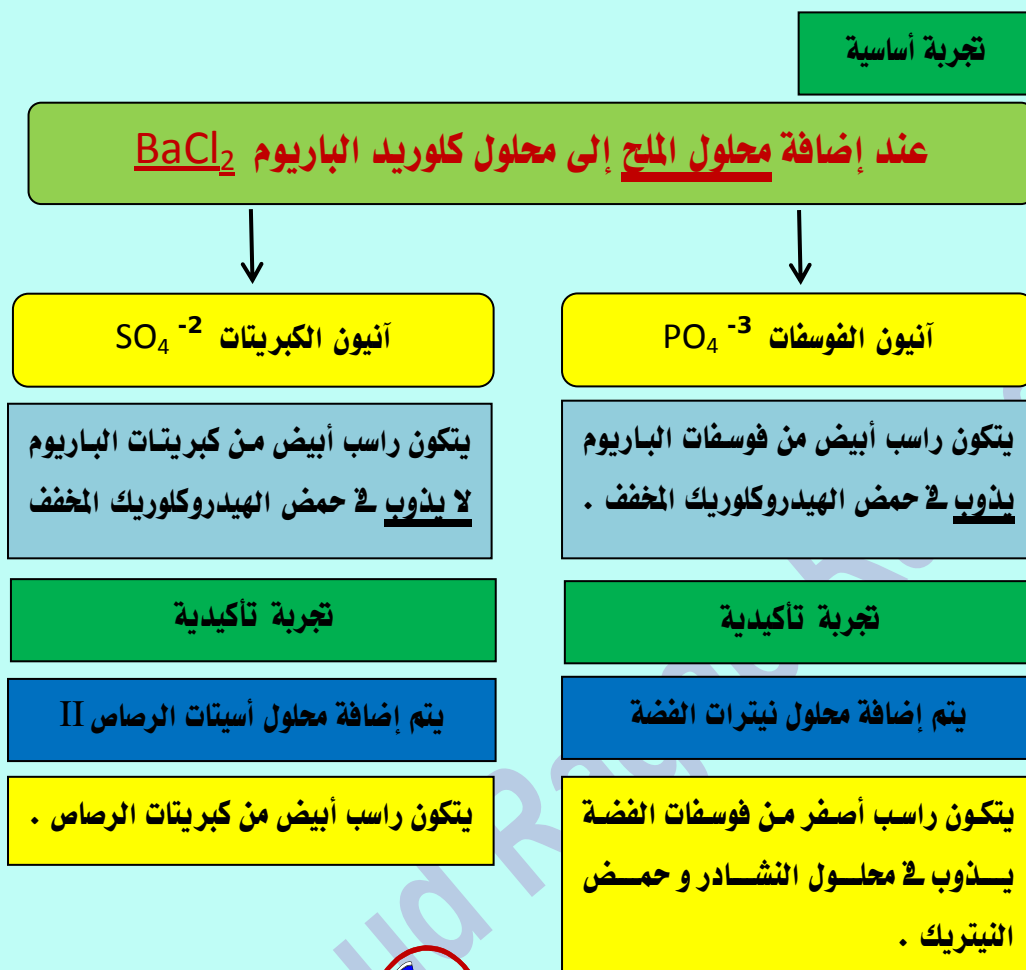 تجربة أساسية
عند إضافة محلول الملح إلى محلول كلوريد الباريوم BaCl₂
آنيون الفوسفات PO₄ ⁻³
آنيون الكبريتات SO₄ ⁻²
يتكون راسب أبيض من فوسفات الباريوم
يذوب في حمض الهيدروكلوريك المخفف .
يتكون راسب أبيض من كبريتات الباريوم
لا يذوب في حمض الهيدروكلوريك المخفف
تجربة تأكيدية
تجربة تأكيدية
يتم إضافة محلول نيترات الفضة
يتم إضافة محلول أسيتات الرصاص II
يتكون راسب أصفر من فوسفات الفضة
يذوب في محلول النشادر و حمض
النيتريك .
يتكون راسب أبيض من كبريتات الرصاص .